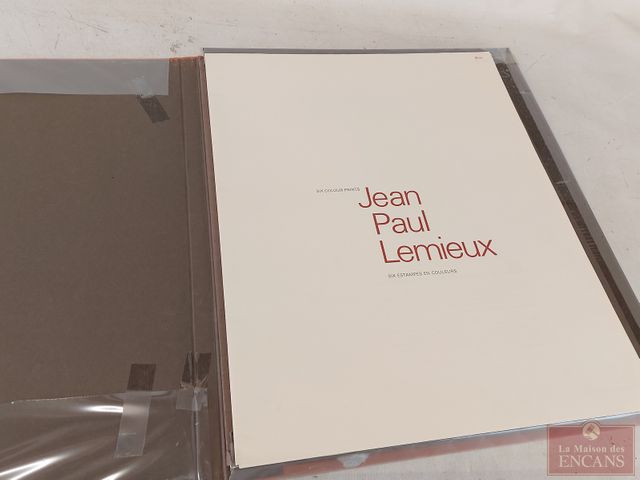 SIX COLOUR PRINTS
Jean
Paul
Lemieux
SIX ESTAMPES EN COULEURS
La Maison des
ENCANS